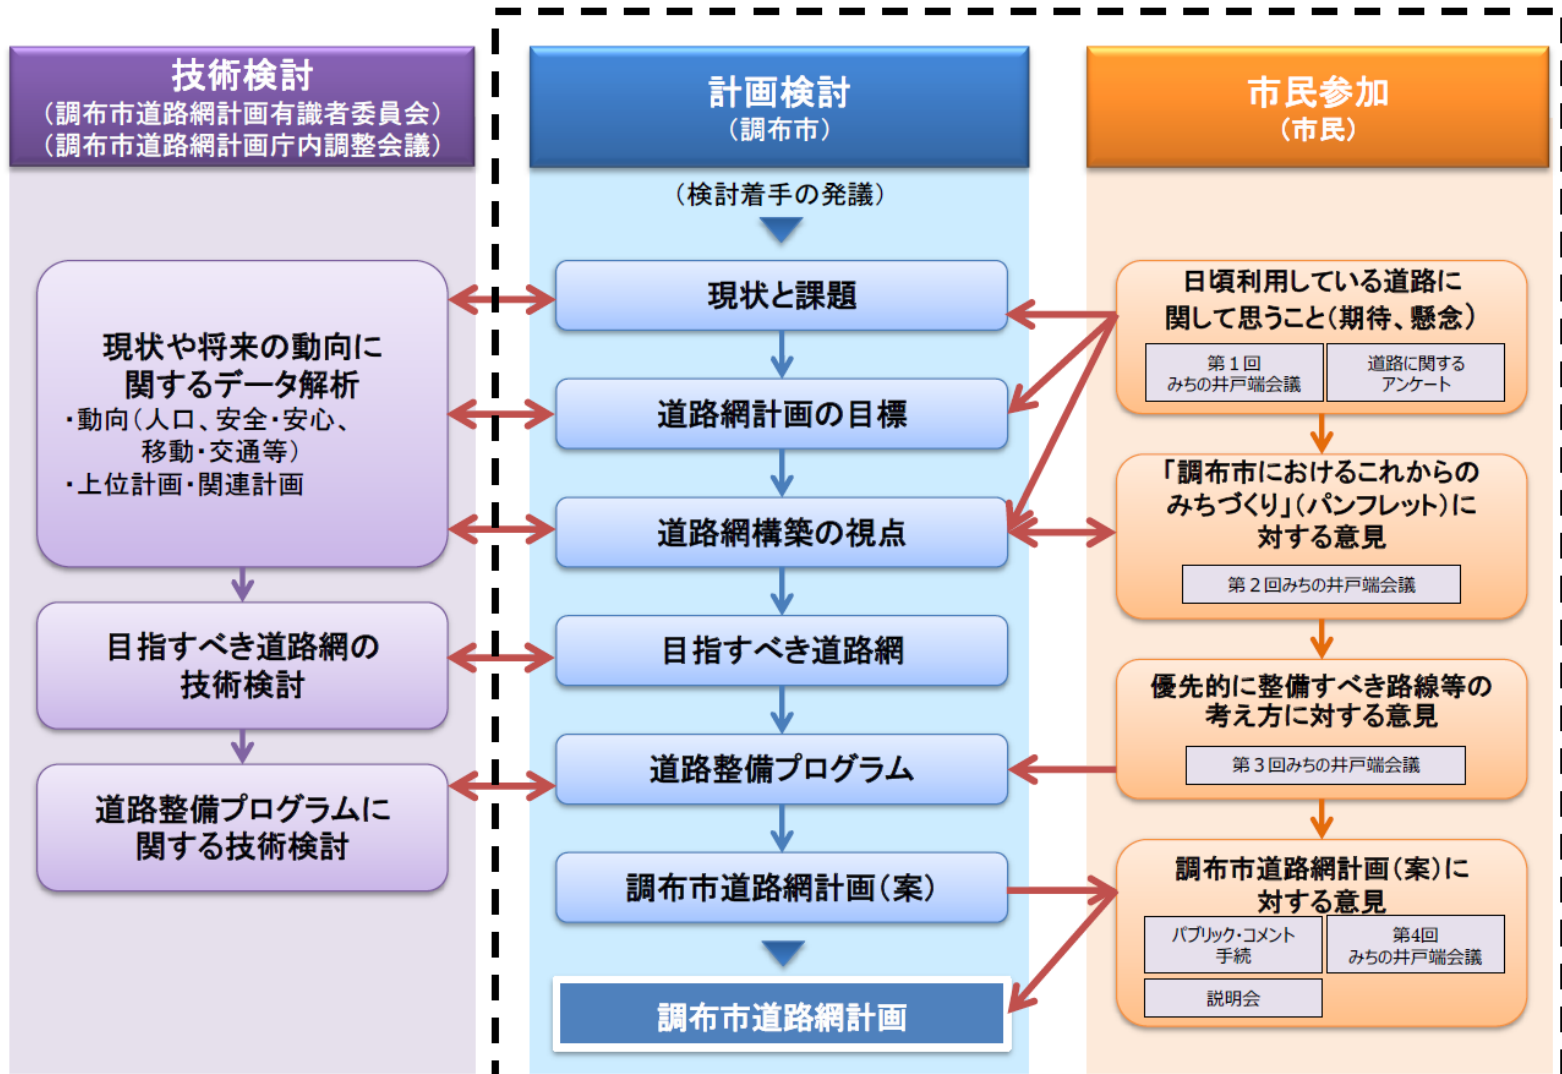 技術検討
（調布市道路網計画有識者委員会）
（調布市道路網計画庁内調整会議）
現状や将来の動向に
関するデータ解析
・動向（人口、安全・安心、
移動・交通等）
・上位計画・関連計画
目指すべき道路網の
技術検討
道路整備プログラムに
関する技術検討
計画検討
（調布市）
（検討着手の発議）
現状と課題
道路網計画の目標
道路網構築の視点
目指すべき道路網
道路整備プログラム
調布市道路網計画（案）
調布市道路網計画
市民参加
（市民）
日頃利用している道路に
関して思うこと（期待、懸念）
第１回
みちの井戸端会議
道路に関する
アンケート
「調布市におけるこれからの
みちづくり」（パンフレット）に
対する意見
第２回みちの井戸端会議
優先的に整備すべき路線等の
考え方に対する意見
第３回みちの井戸端会議
調布市道路網計画（案）に
対する意見
パブリック・コメント
手続
第4回
みちの井戸端会議
説明会